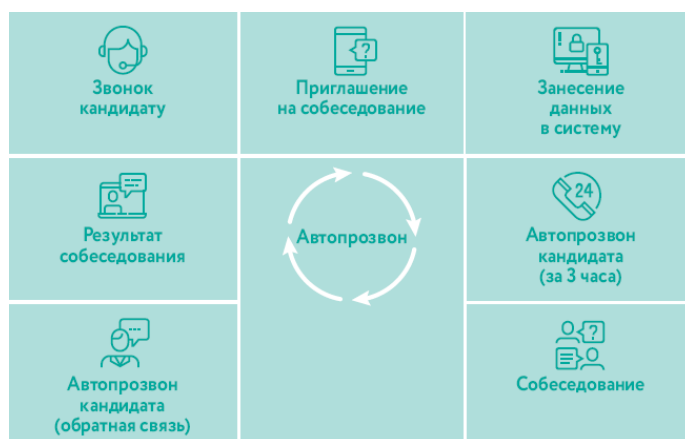 Звонок
кандидату
Приглашение
на собеседование
Занесение
данных
в систему
Результат
собеседования
Автопрозвон
24
Автопрозвон
кандидата
(за 3 часа)
Автопрозвон
кандидата
(обратная связь)
Собеседование